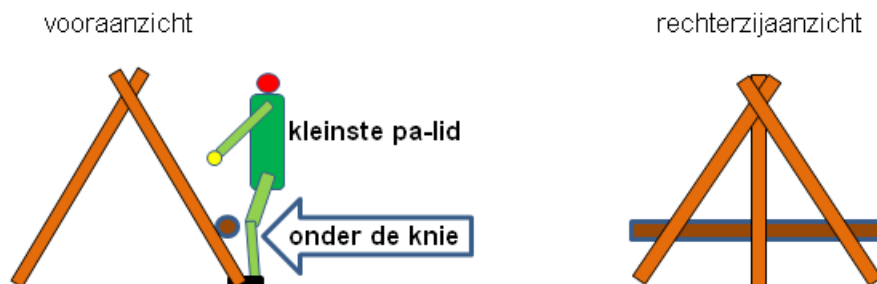 vooraanzicht
rechterzijaanzicht
kleinste pa-lid
onder de knie